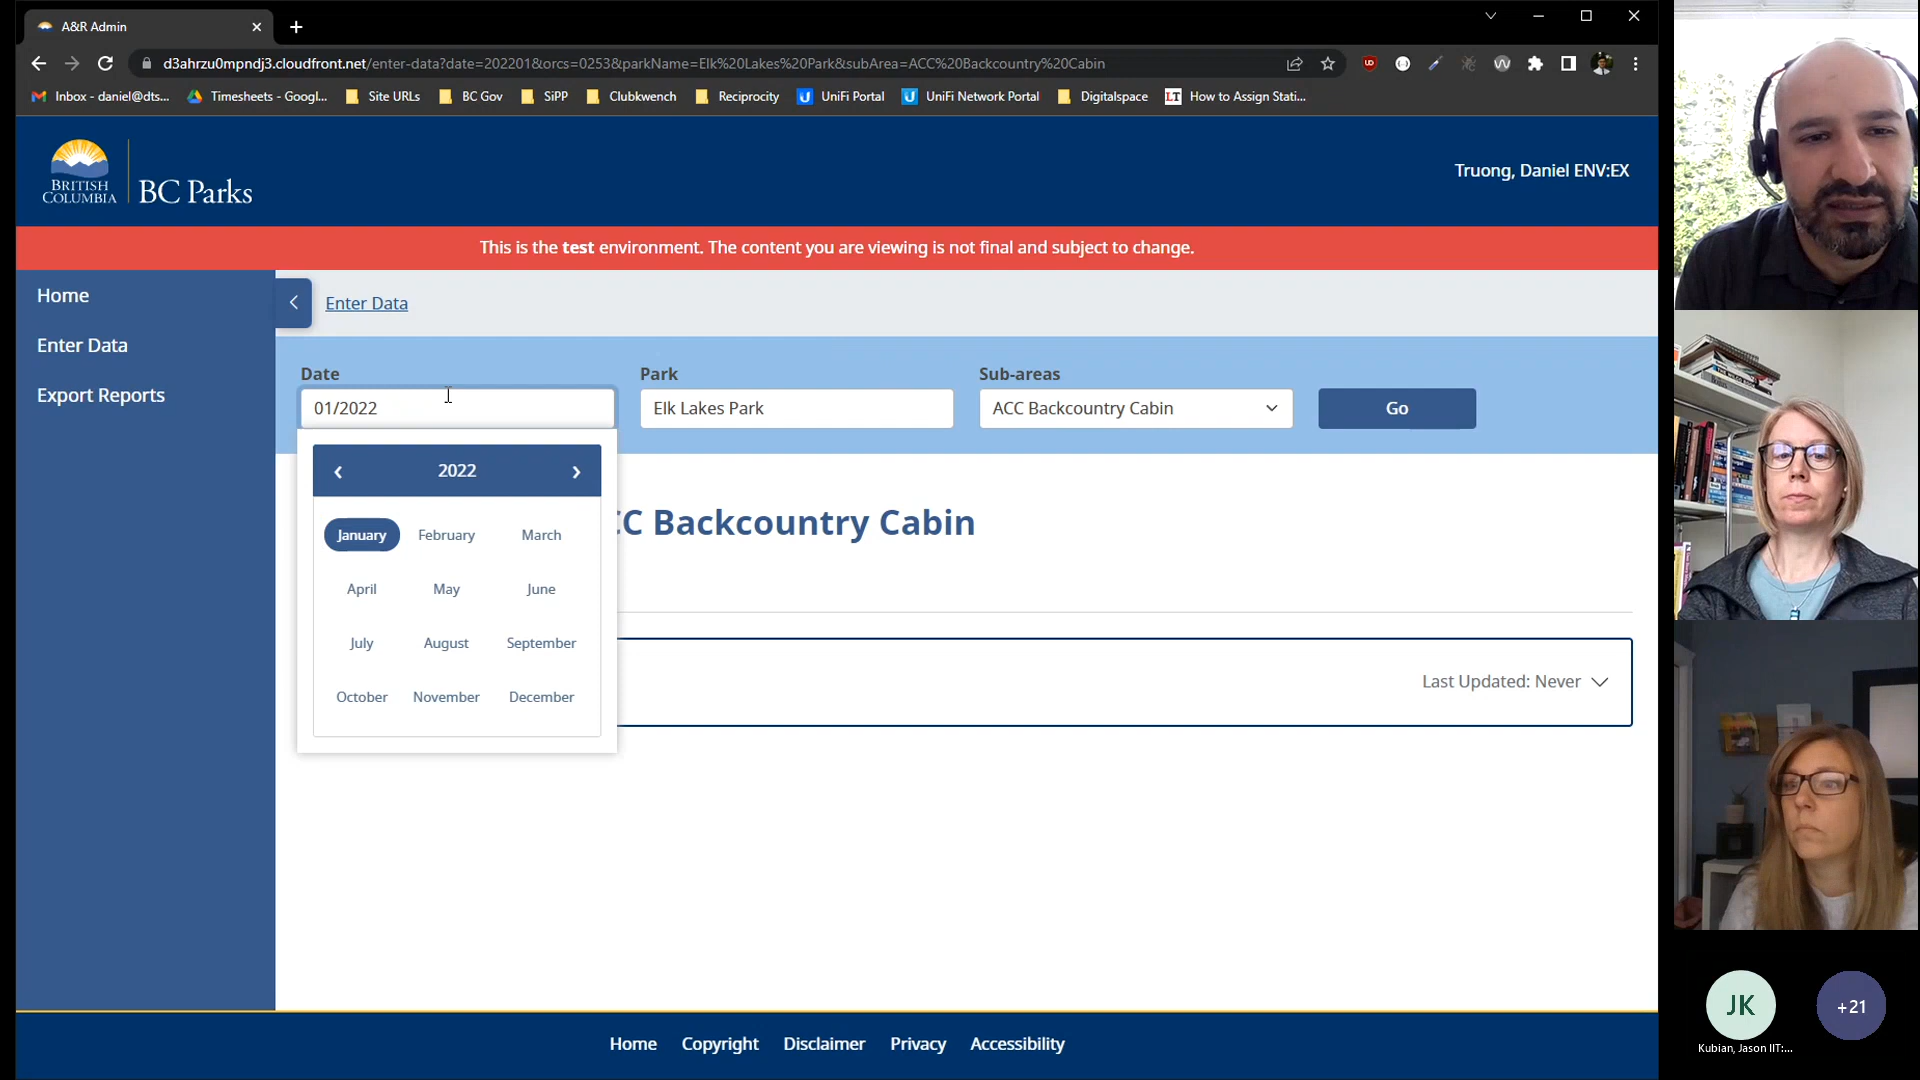 A&R Admin
d3ahrzu0mpndj3.cloudfront.net/enter-data?date=202201&orcs=0253&parkName=Elk%20Lakes%20Park&subArea=ACC%20Backcountry%20Cabin
Inbox - daniel@dts...
Timesheets - Googl...
Site URLs
BC Gov
SiPP
Clubkwench
Reciprocity
UniFi Portal
UniFi Network Portal
Digitalspace
LT
How to Assign Stati...
BRITISH
COLUMBIA
BC Parks
Truong, Daniel ENV:EX
This is the test environment. The content you are viewing is not final and subject to change.
Home
Enter Data
Export Reports
Enter Data
Date
Park
Sub-areas
01/2022
Elk Lakes Park
ACC Backcountry Cabin
Go
2022
January
February
March
April
May
June
July
August
September
October
November
December
CC Backcountry Cabin
Last Updated: Never
Home
Copyright
Disclaimer
Privacy
Accessibility
JK
+21
Kubian, Jason IIT:...